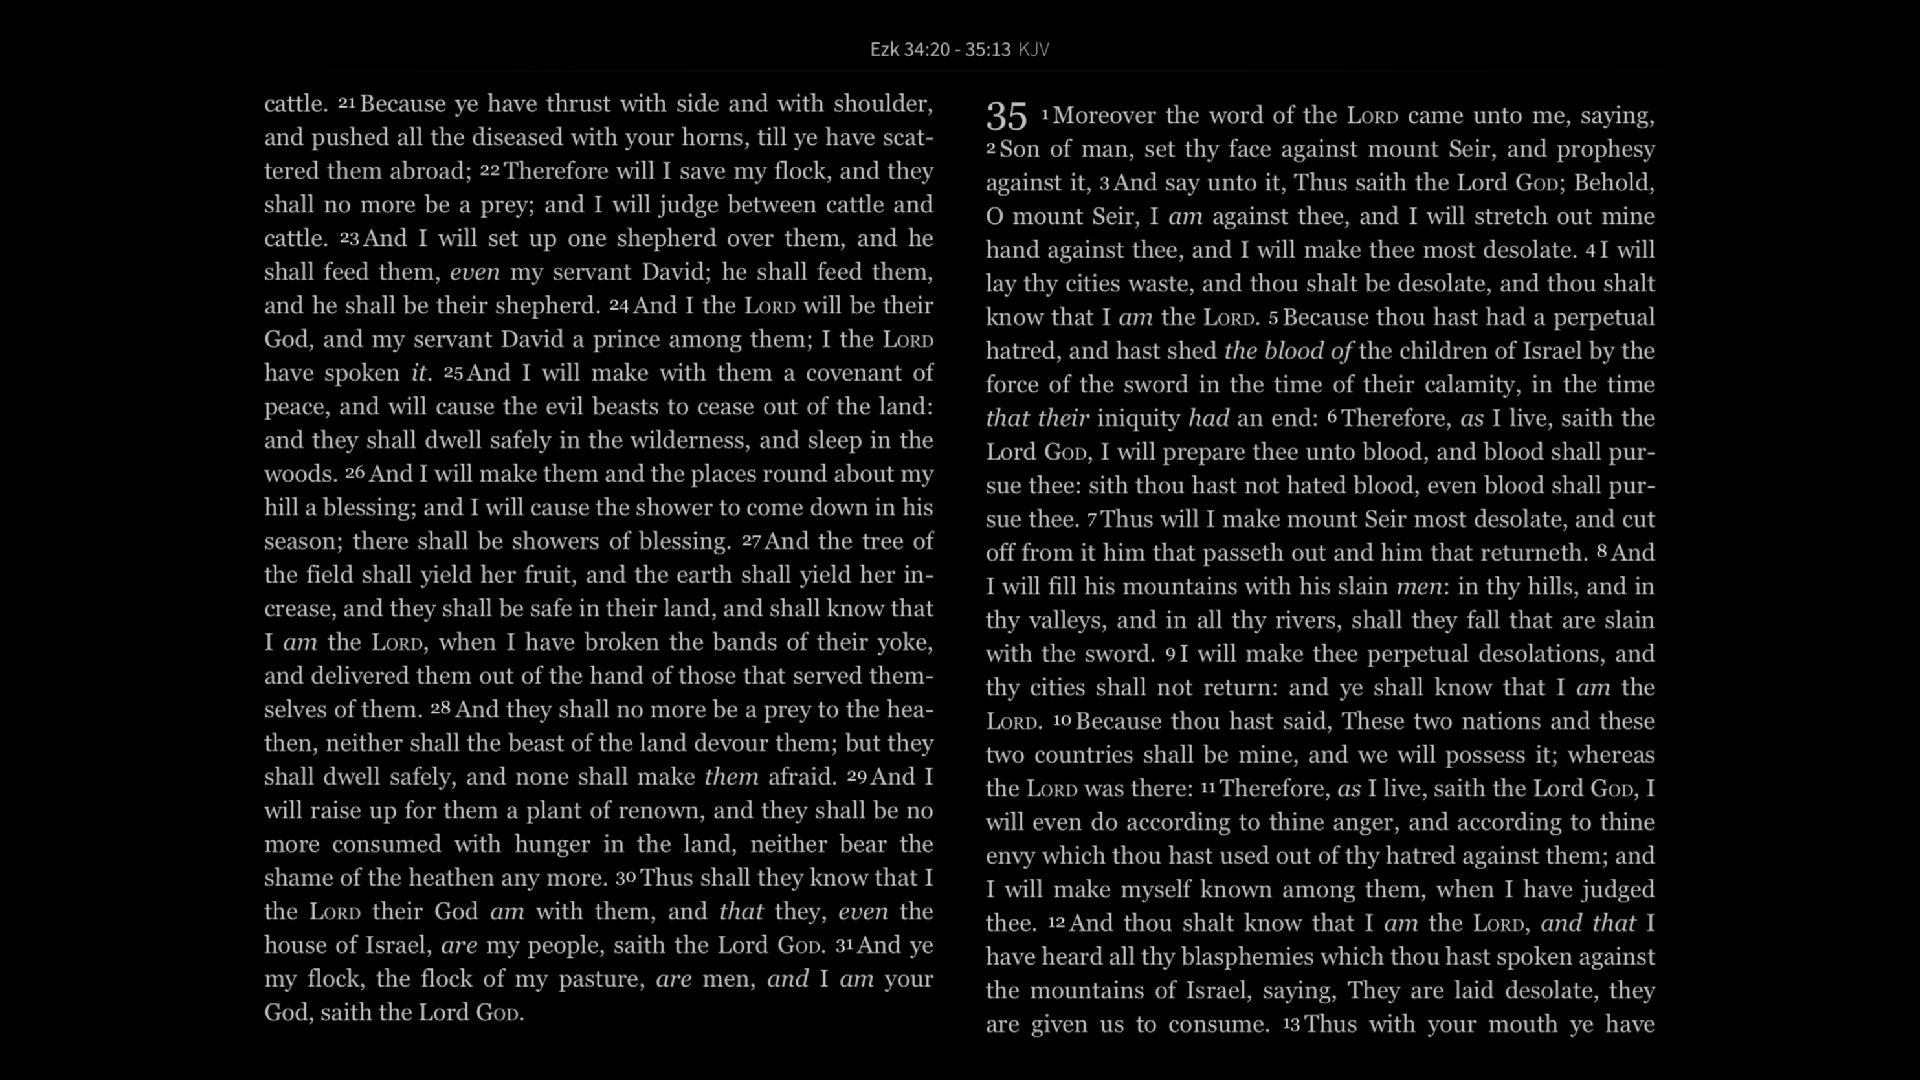 Ezk 34:20 - 35:13 KJV
cattle. 21 Because ye have thrust with side and with shoulder,
and pushed all the diseased with your horns, till ye have scat-
tered them abroad; 22 Therefore will I save my flock, and they
shall no more be a prey; and I will judge between cattle and
cattle. 23 And I will set up one shepherd over them, and he
shall feed them, even my servant David; he shall feed them,
and he shall be their shepherd. 24 And I the LORD will be their
God, and my servant David a prince among them; I the LORD
have spoken it. 25 And I will make with them a covenant of
peace, and will cause the evil beasts to cease out of the land:
and they shall dwell safely in the wilderness, and sleep in the
woods. 26 And I will make them and the places round about my
hill a blessing; and I will cause the shower to come down in his
season; there shall be showers of blessing. 27 And the tree of
the field shall yield her fruit, and the earth shall yield her in-
crease, and they shall be safe in their land, and shall know that
I am the LORD, when I have broken the bands of their yoke,
and delivered them out of the hand of those that served them-
selves of them. 28 And they shall no more be a prey to the hea-
then, neither shall the beast of the land devour them; but they
shall dwell safely, and none shall make them afraid. 29 And I
will raise up for them a plant of renown, and they shall be no
more consumed with hunger in the land, neither bear the
shame of the heathen any more. 30 Thus shall they know that I
the LORD their God am with them, and that they, even the
house of Israel, are my people, saith the Lord GOD. 31 And ye
my flock, the flock of my pasture, are men, and I am your
God, saith the Lord GOD.
35 1 Moreover the word of the LORD came unto me, saying,
2 Son of man, set thy face against mount Seir, and prophesy
against it, 3 And say unto it, Thus saith the Lord GOD; Behold,
O mount Seir, I am against thee, and I will stretch out mine
hand against thee, and I will make thee most desolate. 4 I will
lay thy cities waste, and thou shalt be desolate, and thou shalt
know that I am the LORD. 5 Because thou hast had a perpetual
hatred, and hast shed the blood of the children of Israel by the
force of the sword in the time of their calamity, in the time
that their iniquity had an end: 6 Therefore, as I live, saith the
Lord GOD, I will prepare thee unto blood, and blood shall pur-
sue thee: sith thou hast not hated blood, even blood shall pur-
sue thee. 7 Thus will I make mount Seir most desolate, and cut
off from it him that passeth out and him that returneth. 8 And
I will fill his mountains with his slain men: in thy hills, and in
thy valleys, and in all thy rivers, shall they fall that are slain
with the sword. 9 I will make thee perpetual desolations, and
thy cities shall not return: and ye shall know that I am the
LORD. 10 Because thou hast said, These two nations and these
two countries shall be mine, and we will possess it; whereas
the LORD was there: 11 Therefore, as I live, saith the Lord GOD, I
will even do according to thine anger, and according to thine
envy which thou hast used out of thy hatred against them; and
I will make myself known among them, when I have judged
thee. 12 And thou shalt know that I am the LORD, and that I
have heard all thy blasphemies which thou hast spoken against
the mountains of Israel, saying, They are laid desolate, they
are given us to consume. 13 Thus with your mouth ye have